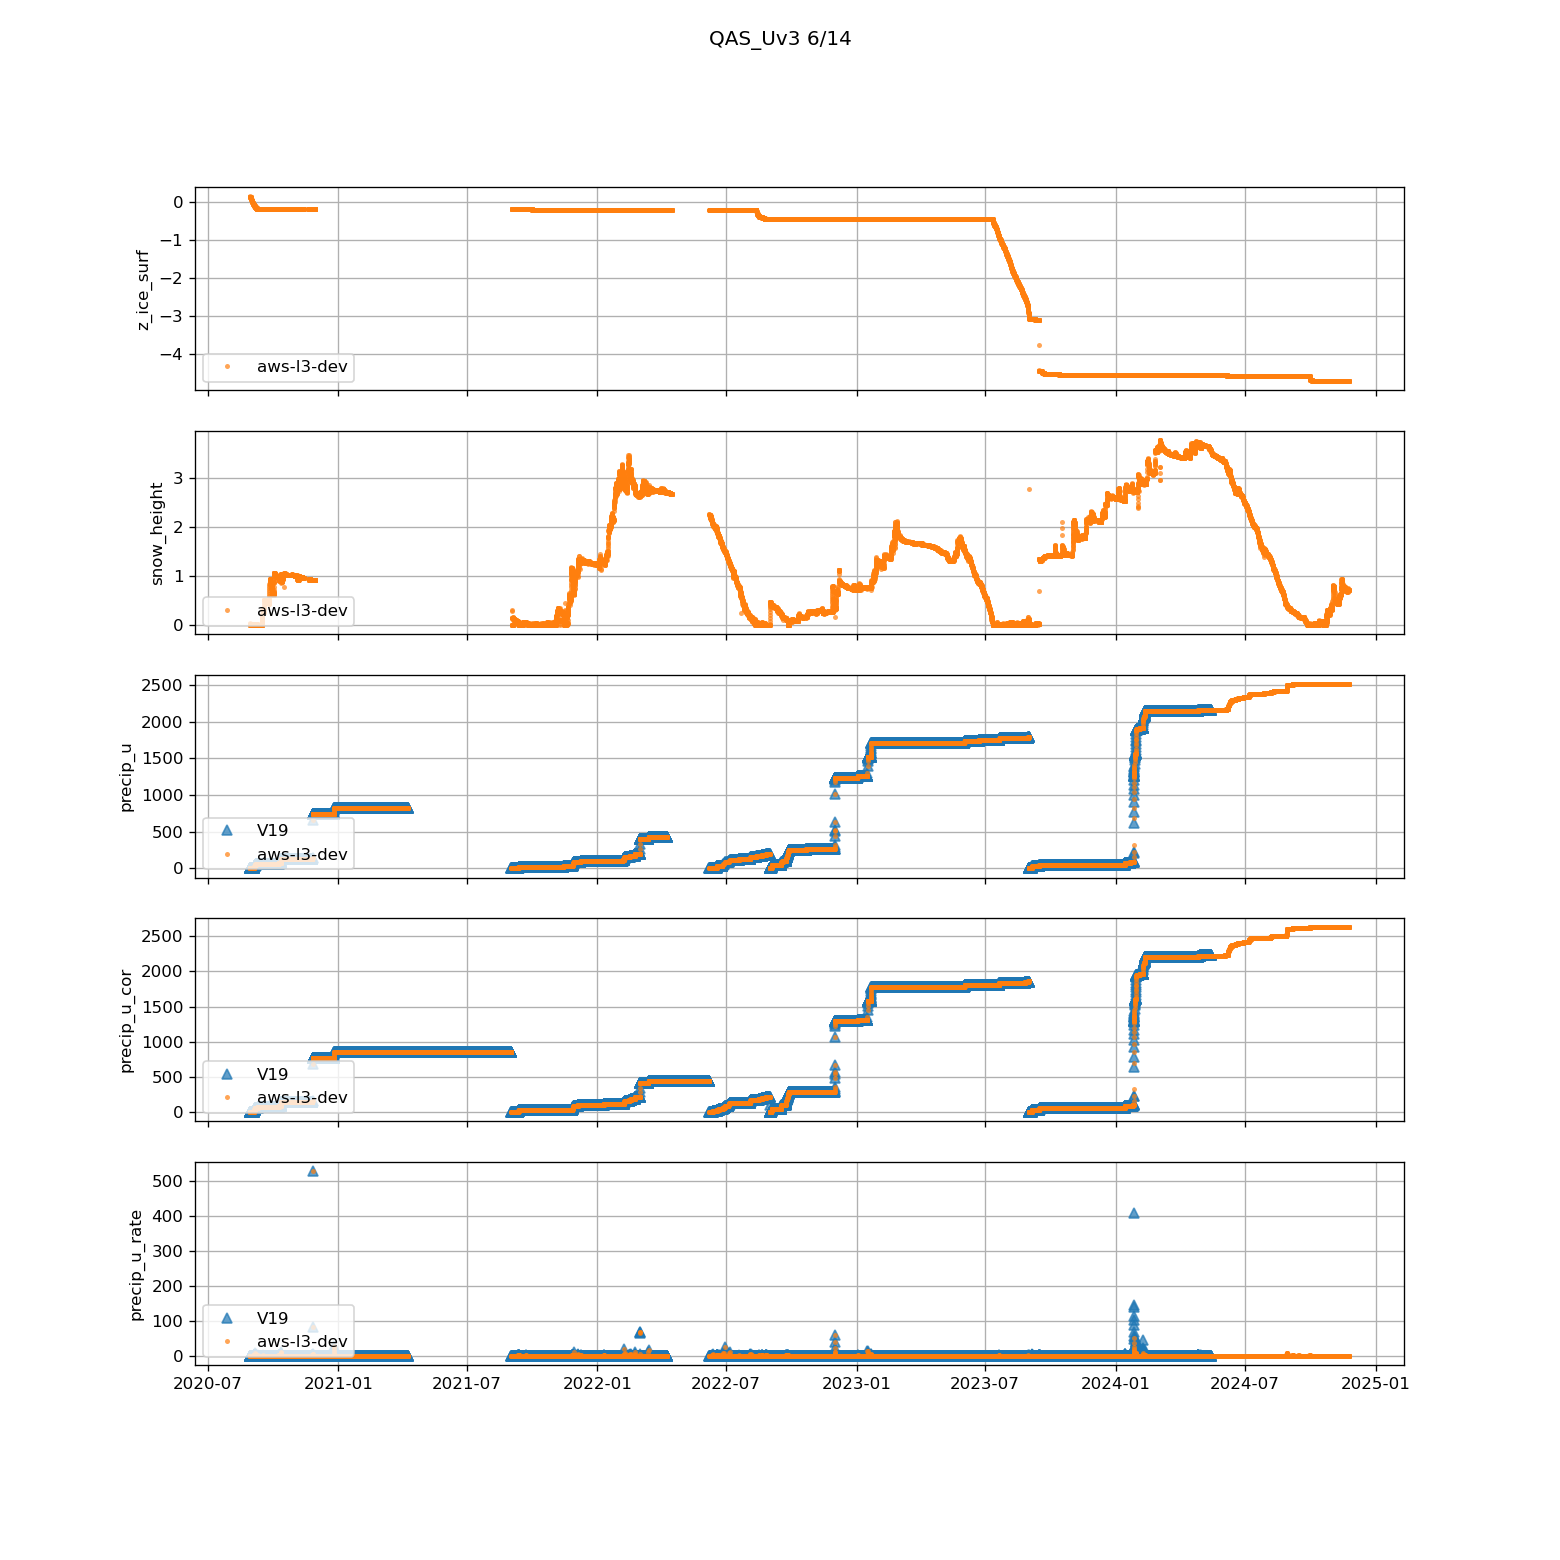 QAS_Uv3 6/14
z_ice_surf
0
−1
−2
−3
−4
aws-l3-dev
snow_height
3
2
1
0
aws-l3-dev
precip_u
2500
2000
1500
1000
500
0
V19
aws-l3-dev
precip_u_cor
2500
2000
1500
1000
500
0
V19
aws-l3-dev
precip_u_rate
500
400
300
200
100
0
V19
aws-l3-dev
2020-07 2021-01 2021-07 2022-01 2022-07 2023-01 2023-07 2024-01 2024-07 2025-01